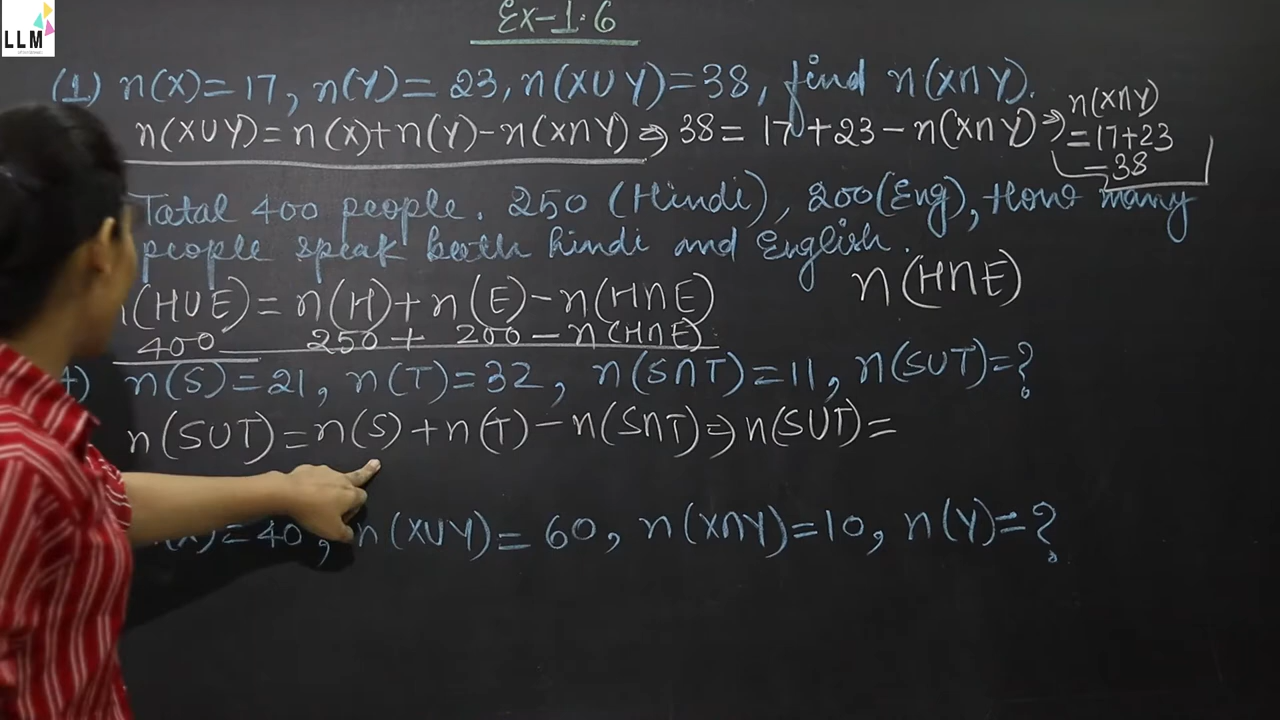 LLM
Ex-1.6
(1) n(X)=17, n(Y)=23, n(X∪Y)=38, find n(X∩Y).
n(X∪Y)=n(X)+n(Y)-n(X∩Y) ⇒ 38=17+23-n(X∩Y) ⇒ n(X∩Y)
=17+23
-38
Total 400 people. 250 (Hindi), 200(Eng), How many
people speak both hindi and English.
n(H∩E)
(H∪E)=n(H)+n(E)-n(H∩E)
400 250+ 200-n(H∩E)
4) n(S)=21, n(T)=32, n(S∩T)=11, n(S∪T)=?
n(S∪T)=n(S)+n(T)-n(S∩T)⇒n(S∪T)=
(X)=40, n(X∪Y)=60, n(X∩Y)=10, n(Y)=?